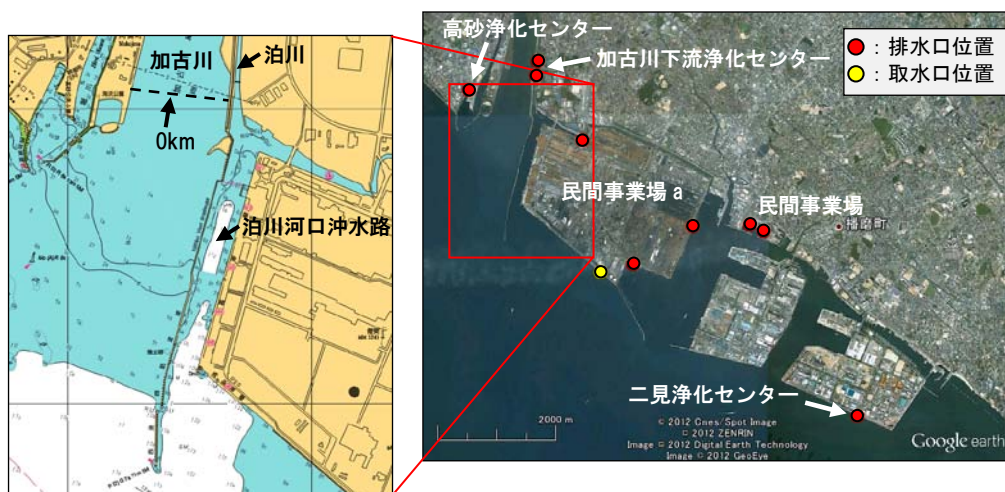 加古川
泊川
0km
泊川河口沖水路
高砂浄化センター
加古川下流浄化センター
：排水口位置
：取水口位置
民間事業場 a
民間事業場
播磨町
二見浄化センター
2000 m
© 2012 Cnes/Spot Image
© 2012 ZENRIN
Image © 2012 Digital Earth Technology
Image © 2012 GeoEye
Google earth